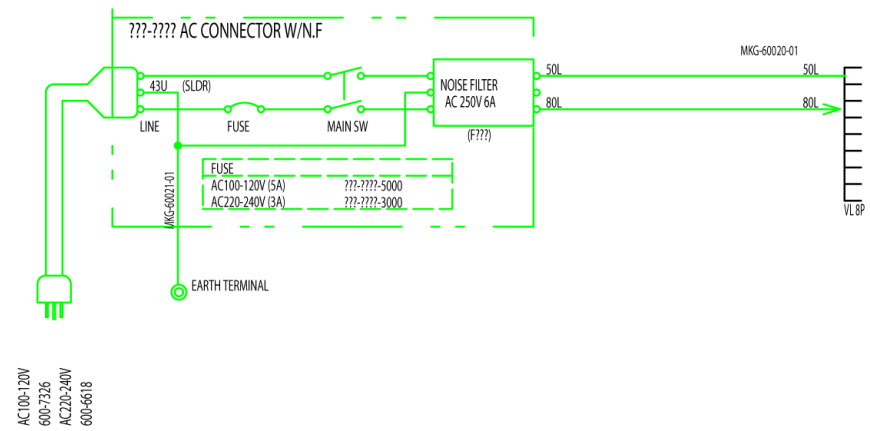 ???-???? AC CONNECTOR W/N.F
MKG-60020-01
50L
50L
43U
(SLDR)
NOISE FILTER
AC 250V 6A
80L
80L
LINE
FUSE
MAIN SW
(F???)
FUSE
AC100-120V (5A) ???-????-5000
AC220-240V (3A) ???-????-3000
MKG-60021-01
VL 8P
EARTH TERMINAL
AC100-120V
600-7326
AC220-240V
600-6618